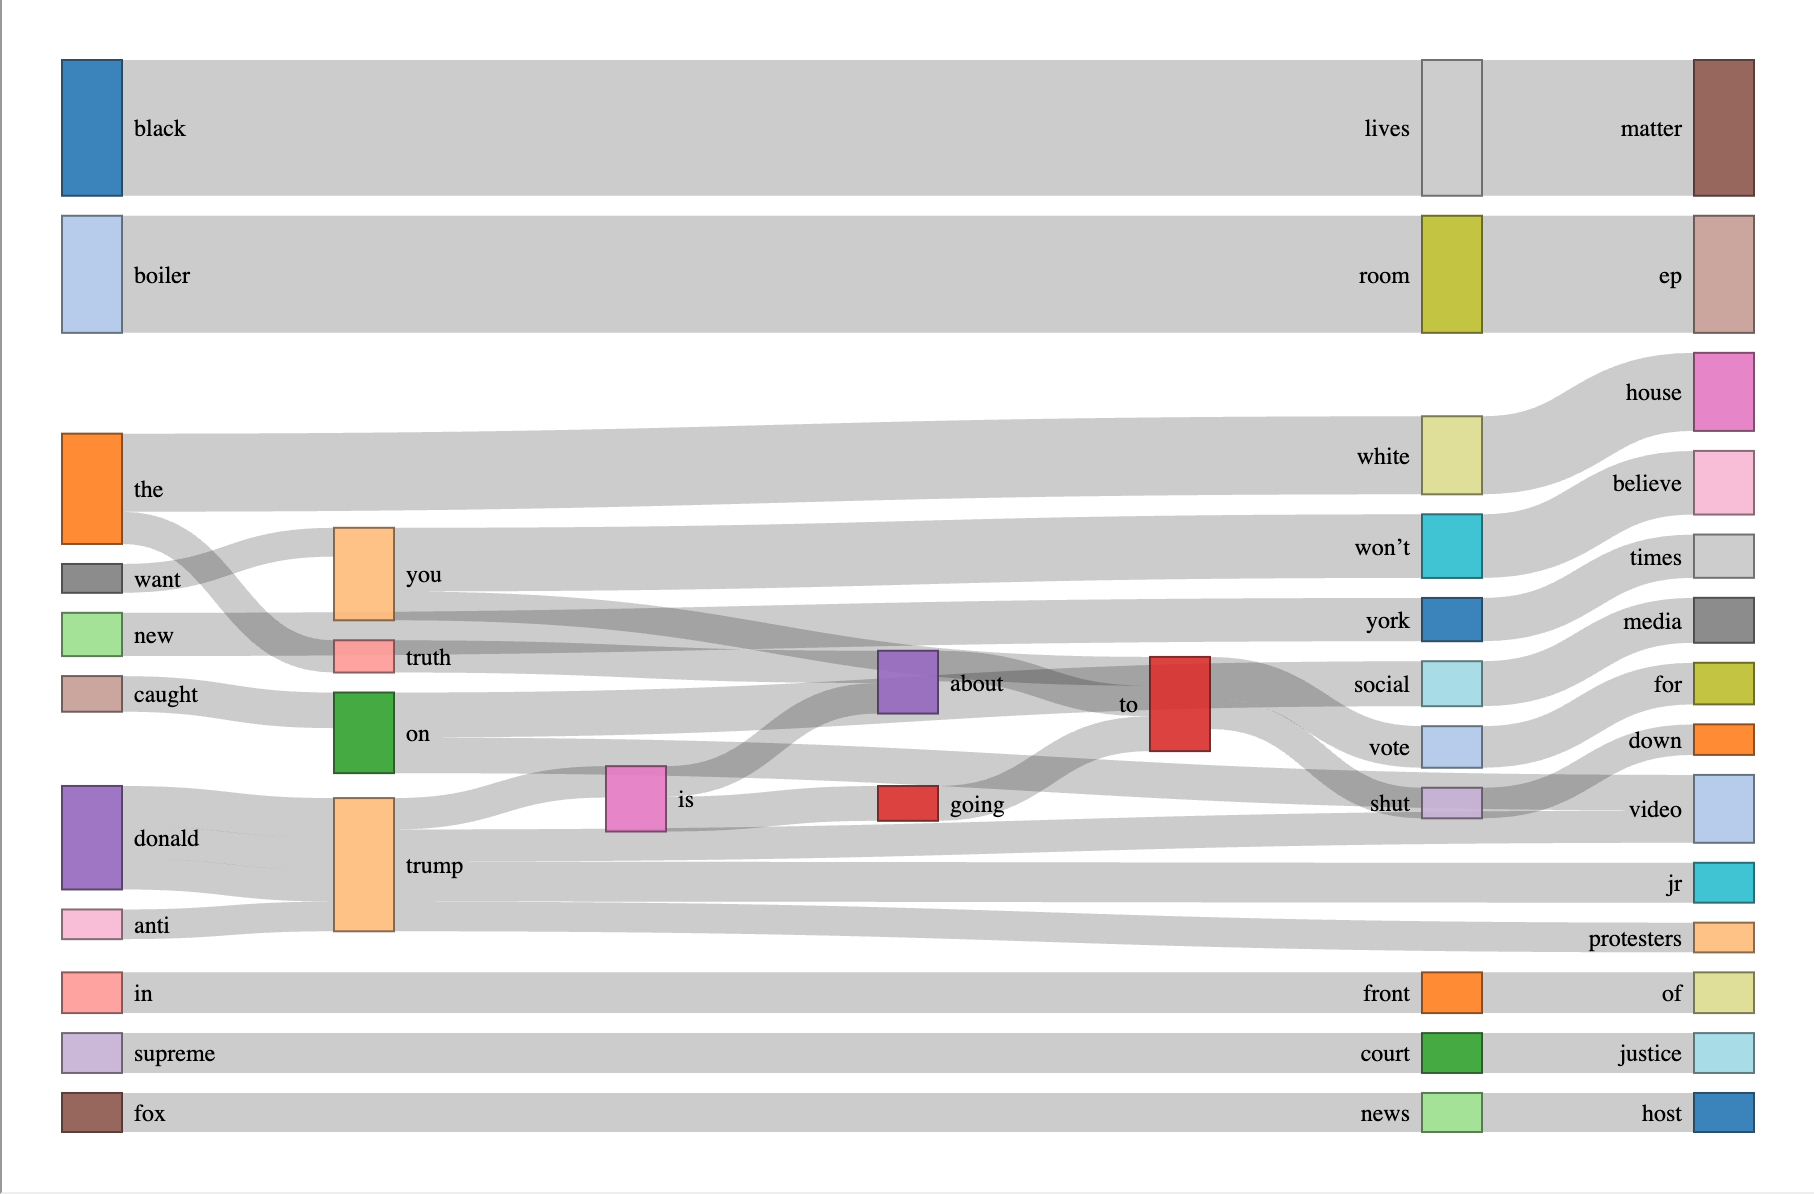 black
lives
matter
boiler
room
ep
house
white
the
believe
won’t
times
you
want
york
media
new
truth
social
for
about
caught
to
on
vote
down
is
shut
going
video
donald
trump
jr
anti
protesters
in
front
of
supreme
court
justice
fox
news
host